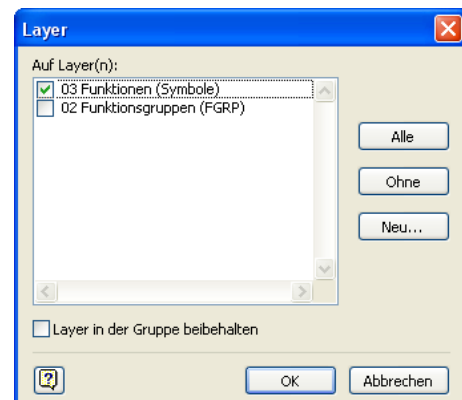 Layer
Auf Layer(n):
03 Funktionen (Symbole)
02 Funktionsgruppen (FGRP)
Alle
Ohne
Neu...
Layer in der Gruppe beibehalten
?
OK
Abbrechen